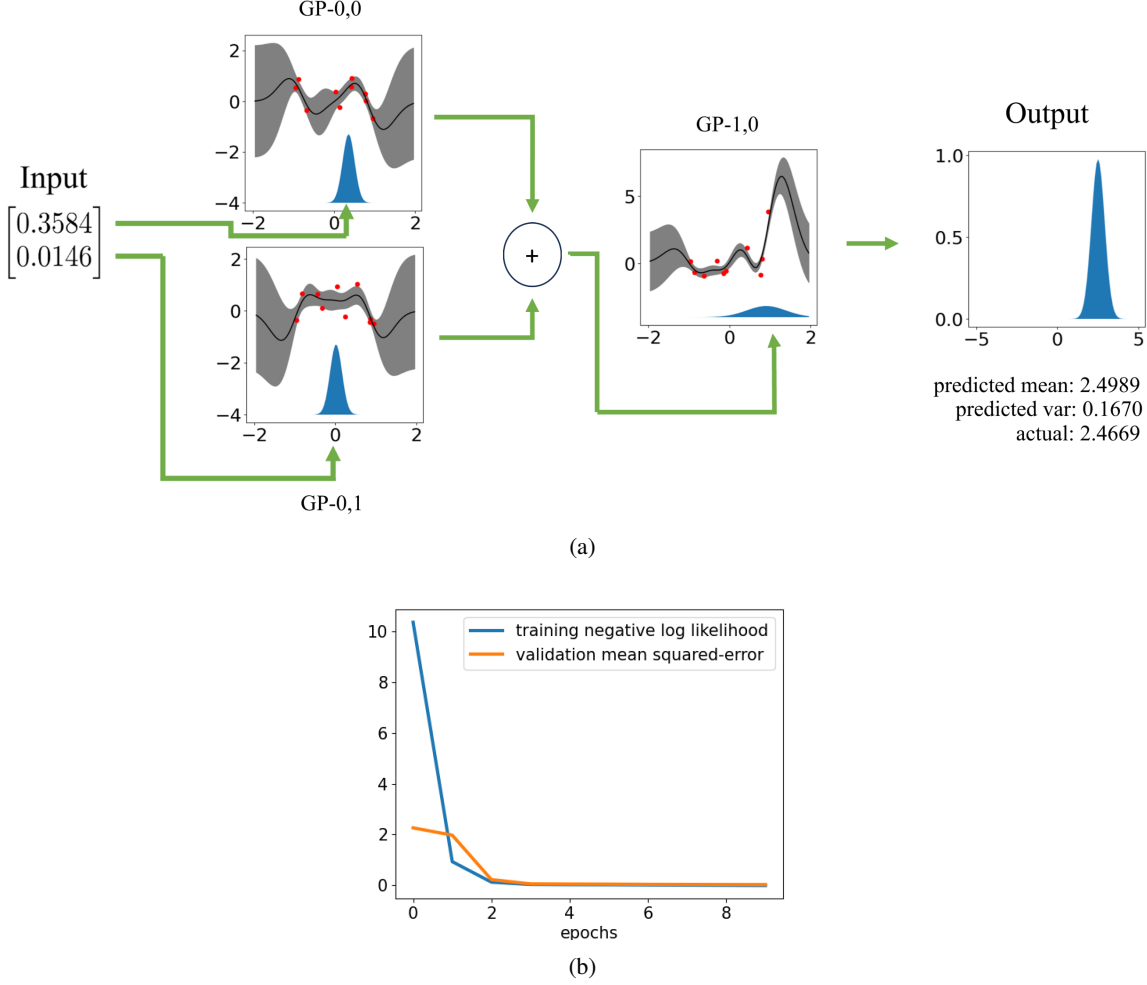 GP-0,0
2
0
−2
−4
−2 0 2
Input
[0.3584
0.0146]
2
0
−2
−4
−2 0 2
GP-0,1
+
GP-1,0
5
0
−2 0 2
Output
1.0
0.5
0.0
−5 0 5
predicted mean: 2.4989
predicted var: 0.1670
actual: 2.4669
(a)
training negative log likelihood
validation mean squared-error
10
8
6
4
2
0
0 2 4 6 8
epochs
(b)